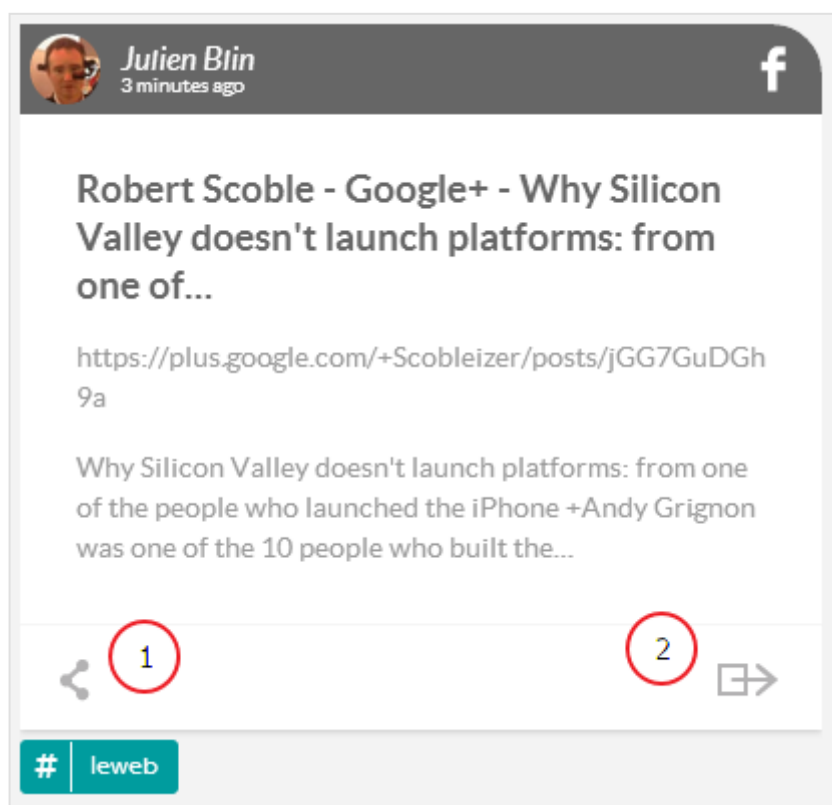 Julien Blin
3 minutes ago
f
Robert Scoble - Google+ - Why Silicon
Valley doesn't launch platforms: from
one of...
https://plus.google.com/+Scobleizer/posts/jGG7GuDGh
9a
Why Silicon Valley doesn't launch platforms: from one
of the people who launched the iPhone +Andy Grignon
was one of the 10 people who built the...
1
2
# leweb